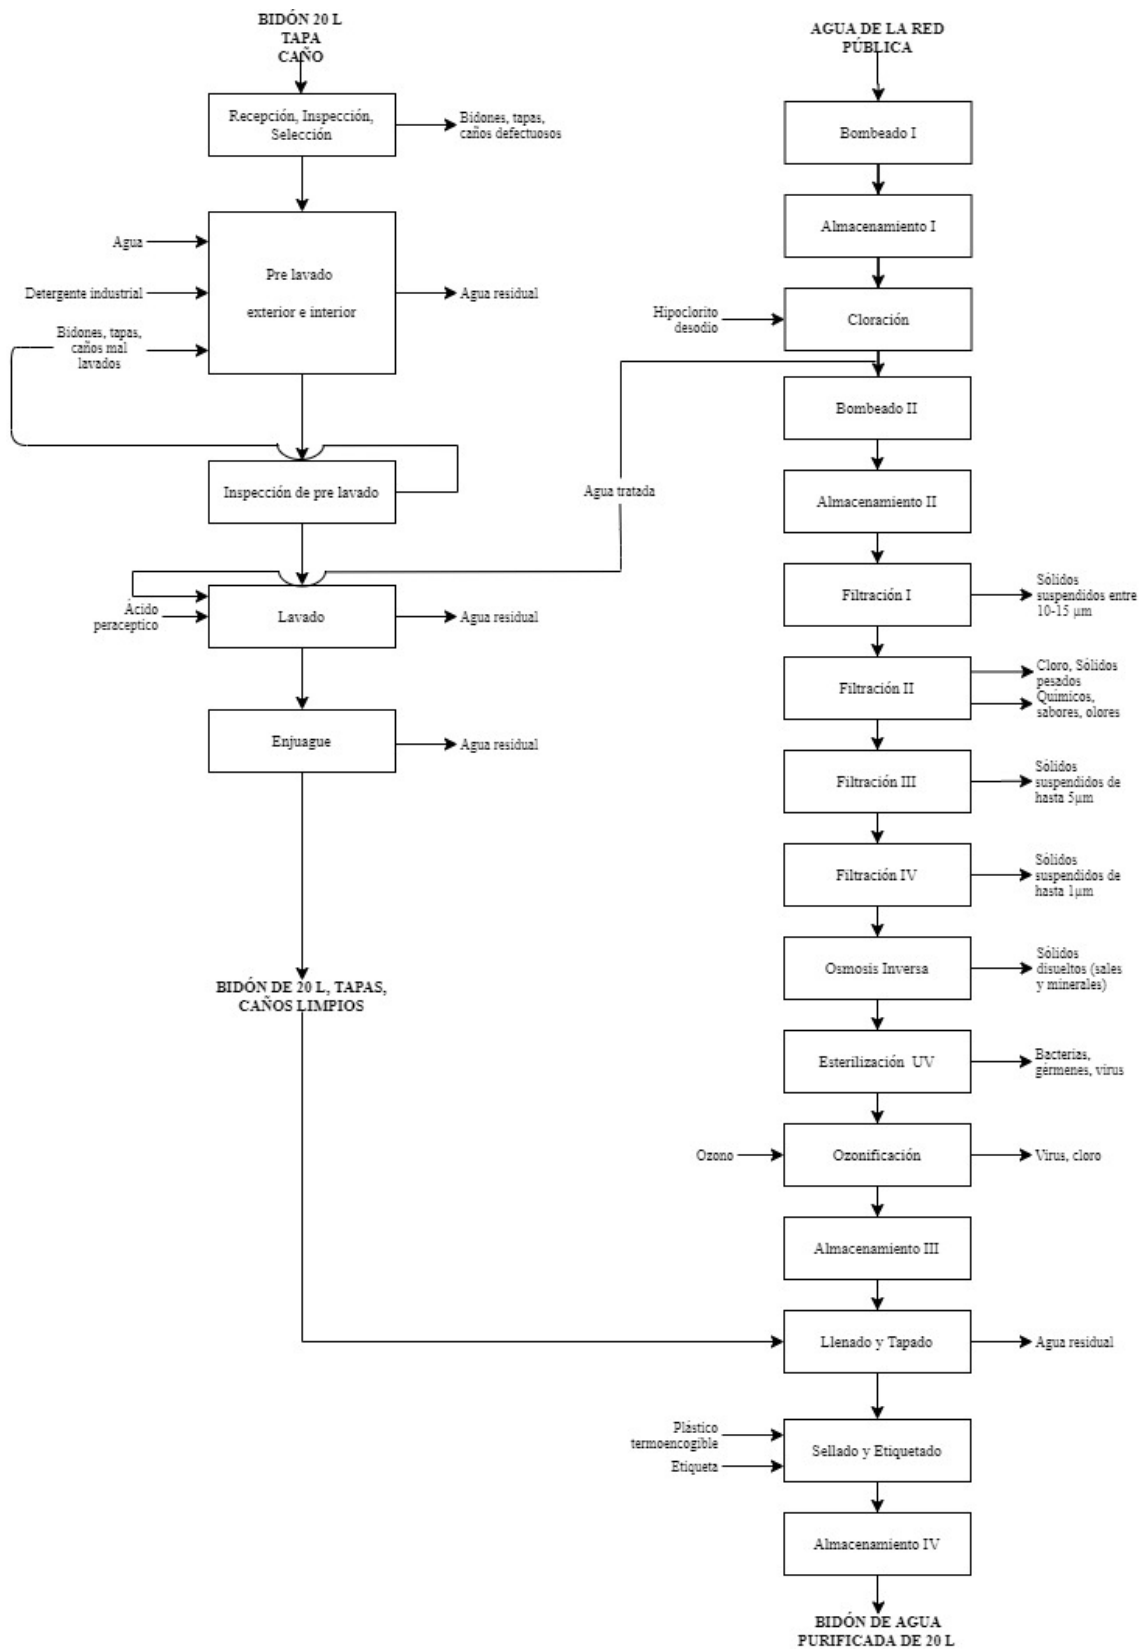 BIDÓN 20 L
TAPA
CAÑO
Recepción, Inspección,
Selección
Bidones, tapas,
caños defectuosos
Agua
Detergente industrial
Bidones, tapas,
caños mal
lavados
Pre lavado
exterior e interior
Agua residual
Inspección de pre lavado
Agua tratada
Ácido
peraceptico
Lavado
Agua residual
Enjuague
Agua residual
BIDÓN DE 20 L, TAPAS,
CAÑOS LIMPIOS
AGUA DE LA RED
PÚBLICA
Bombeado I
Almacenamiento I
Hipoclorito
desodio
Cloración
Bombeado II
Almacenamiento II
Filtración I
Sólidos
suspendidos entre
10-15 µm
Filtración II
Cloro, Sólidos
pesados
Químicos,
sabores, olores
Filtración III
Sólidos
suspendidos de
hasta 5µm
Filtración IV
Sólidos
suspendidos de
hasta 1µm
Osmosis Inversa
Sólidos
disueltos (sales
y minerales)
Esterilización UV
Bacterias,
gérmenes, virus
Ozono
Ozonificación
Virus, cloro
Almacenamiento III
Llenado y Tapado
Agua residual
Plástico
termoencogible
Etiqueta
Sellado y Etiquetado
Almacenamiento IV
BIDÓN DE AGUA
PURIFICADA DE 20 L